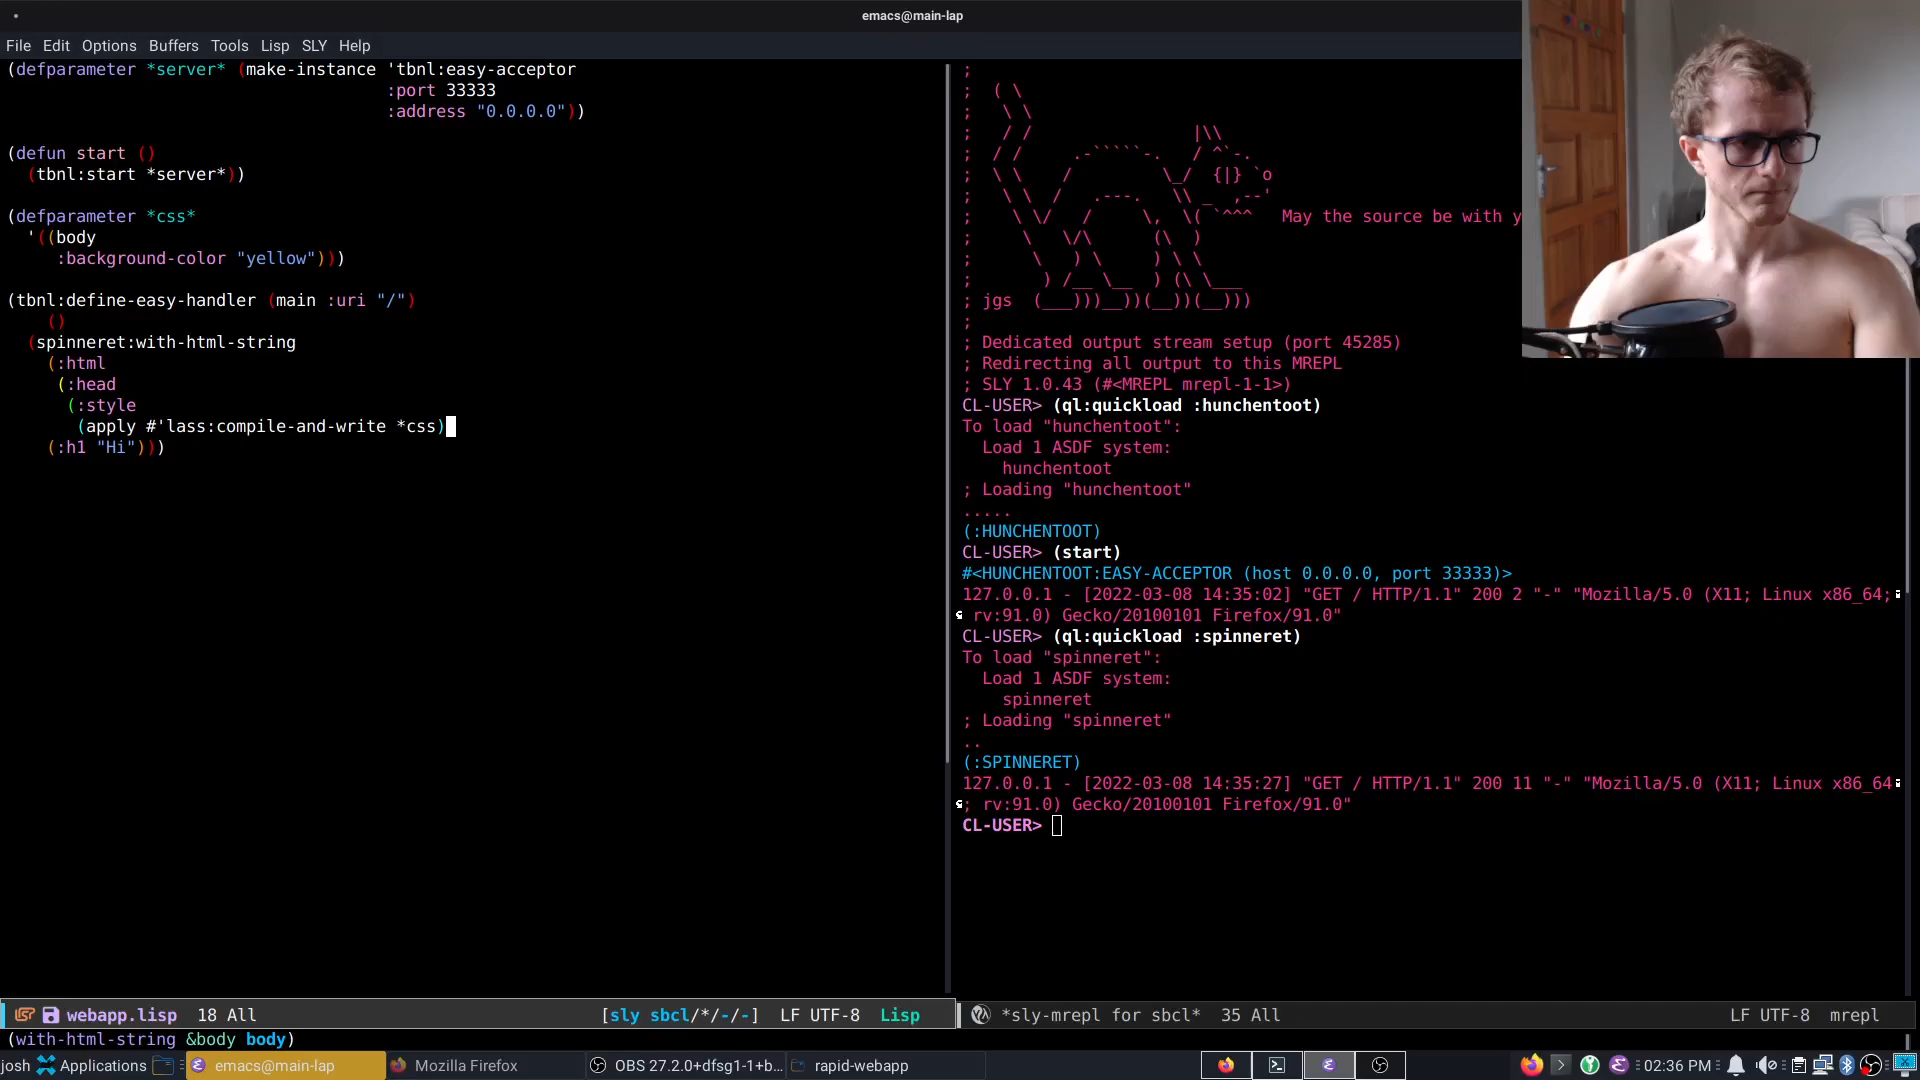 emacs@main-lap
File Edit Options Buffers Tools Lisp SLY Help
(defparameter *server* (make-instance 'tbnl:easy-acceptor
:port 33333
:address "0.0.0.0"))
(defun start ()
(tbnl:start *server*))
(defparameter *css*
'((body
:background-color "yellow")))
(tbnl:define-easy-handler (main :uri "/")
()
(spinneret:with-html-string
(:html
(:head
(:style
(apply #'lass:compile-and-write *css)
(:h1 "Hi")))
webapp.lisp 18 All [sly sbcl/*/-/-] LF UTF-8 Lisp
(with-html-string &body body)
;
; ( \
; \ \
; / / |\\
; / / .-`````-. / ^`-.
; \ \ / \_/ {|} `o
; \ \ / .---. \\ _ ,--'
; \ \/ / \, \( `^^^ May the source be with y
; \ \/\ (\ )
; \ ) \ ) \ \
; ) /__ \__ ) (\ \___
; jgs (___)))__))(__))(__)))
;
; Dedicated output stream setup (port 45285)
; Redirecting all output to this MREPL
; SLY 1.0.43 (#<MREPL mrepl-1-1>)
CL-USER> (ql:quickload :hunchentoot)
To load "hunchentoot":
Load 1 ASDF system:
hunchentoot
; Loading "hunchentoot"
.....
(:HUNCHENTOOT)
CL-USER> (start)
#<HUNCHENTOOT:EASY-ACCEPTOR (host 0.0.0.0, port 33333)>
127.0.0.1 - [2022-03-08 14:35:02] "GET / HTTP/1.1" 200 2 "-" "Mozilla/5.0 (X11; Linux x86_64;
rv:91.0) Gecko/20100101 Firefox/91.0"
CL-USER> (ql:quickload :spinneret)
To load "spinneret":
Load 1 ASDF system:
spinneret
; Loading "spinneret"
..
(:SPINNERET)
127.0.0.1 - [2022-03-08 14:35:27] "GET / HTTP/1.1" 200 11 "-" "Mozilla/5.0 (X11; Linux x86_64
; rv:91.0) Gecko/20100101 Firefox/91.0"
CL-USER>
*sly-mrepl for sbcl* 35 All LF UTF-8 mrepl
josh Applications emacs@main-lap Mozilla Firefox OBS 27.2.0+dfsg1-1+b... rapid-webapp 02:36 PM